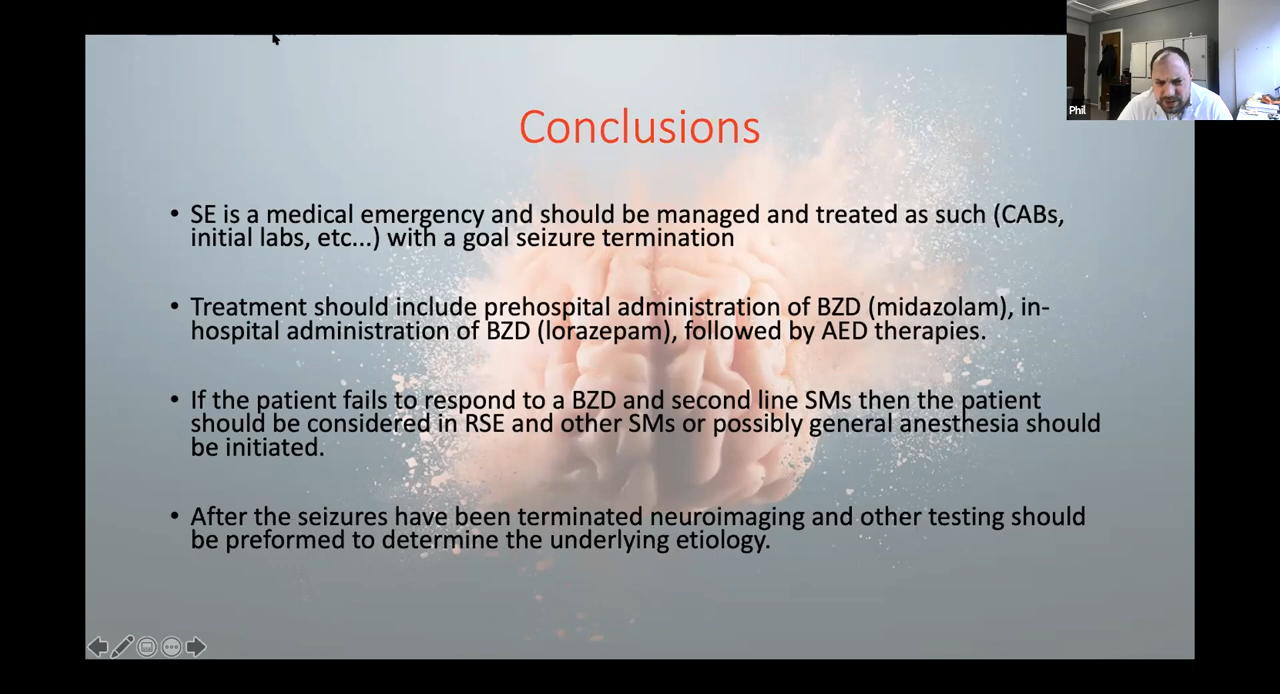 Phil
Conclusions
• SE is a medical emergency and should be managed and treated as such (CABs,
initial labs, etc...) with a goal seizure termination
• Treatment should include prehospital administration of BZD (midazolam), in-
hospital administration of BZD (lorazepam), followed by AED therapies.
• If the patient fails to respond to a BZD and second line SMs then the patient
should be considered in RSE and other SMs or possibly general anesthesia should
be initiated.
• After the seizures have been terminated neuroimaging and other testing should
be preformed to determine the underlying etiology.